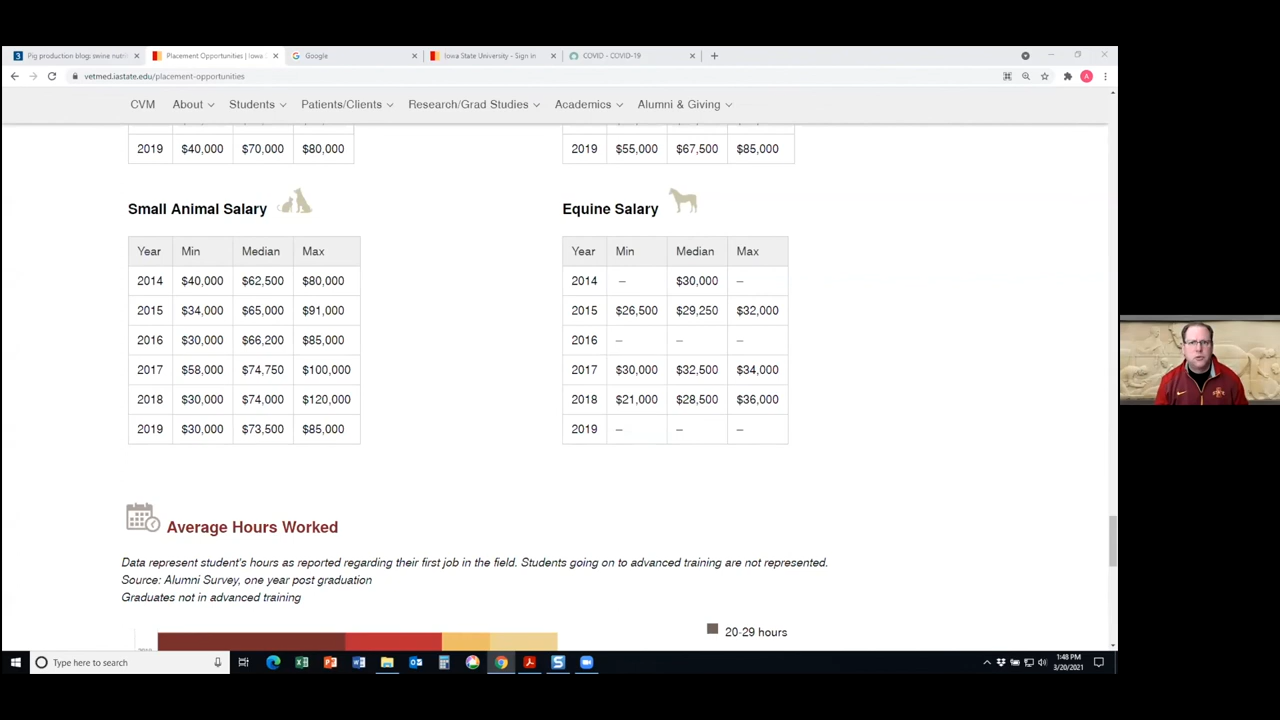 Pig production blog: swine nutri
Placement Opportunities | Iowa
Google
Iowa State University - Sign in
COVID - COVID-19
vetmed.iastate.edu/placement-opportunities
A
CVM About Students Patients/Clients Research/Grad Studies Academics Alumni & Giving
2019 $40,000 $70,000 $80,000
2019 $55,000 $67,500 $85,000
Small Animal Salary
Year Min Median Max
2014 $40,000 $62,500 $80,000
2015 $34,000 $65,000 $91,000
2016 $30,000 $66,200 $85,000
2017 $58,000 $74,750 $100,000
2018 $30,000 $74,000 $120,000
2019 $30,000 $73,500 $85,000
Equine Salary
Year Min Median Max
2014 – $30,000 –
2015 $26,500 $29,250 $32,000
2016 – – –
2017 $30,000 $32,500 $34,000
2018 $21,000 $28,500 $36,000
2019 – – –
Average Hours Worked
Data represent student's hours as reported regarding their first job in the field. Students going on to advanced training are not represented.
Source: Alumni Survey, one year post graduation
Graduates not in advanced training
20-29 hours
Type here to search
1:48 PM
3/20/2021